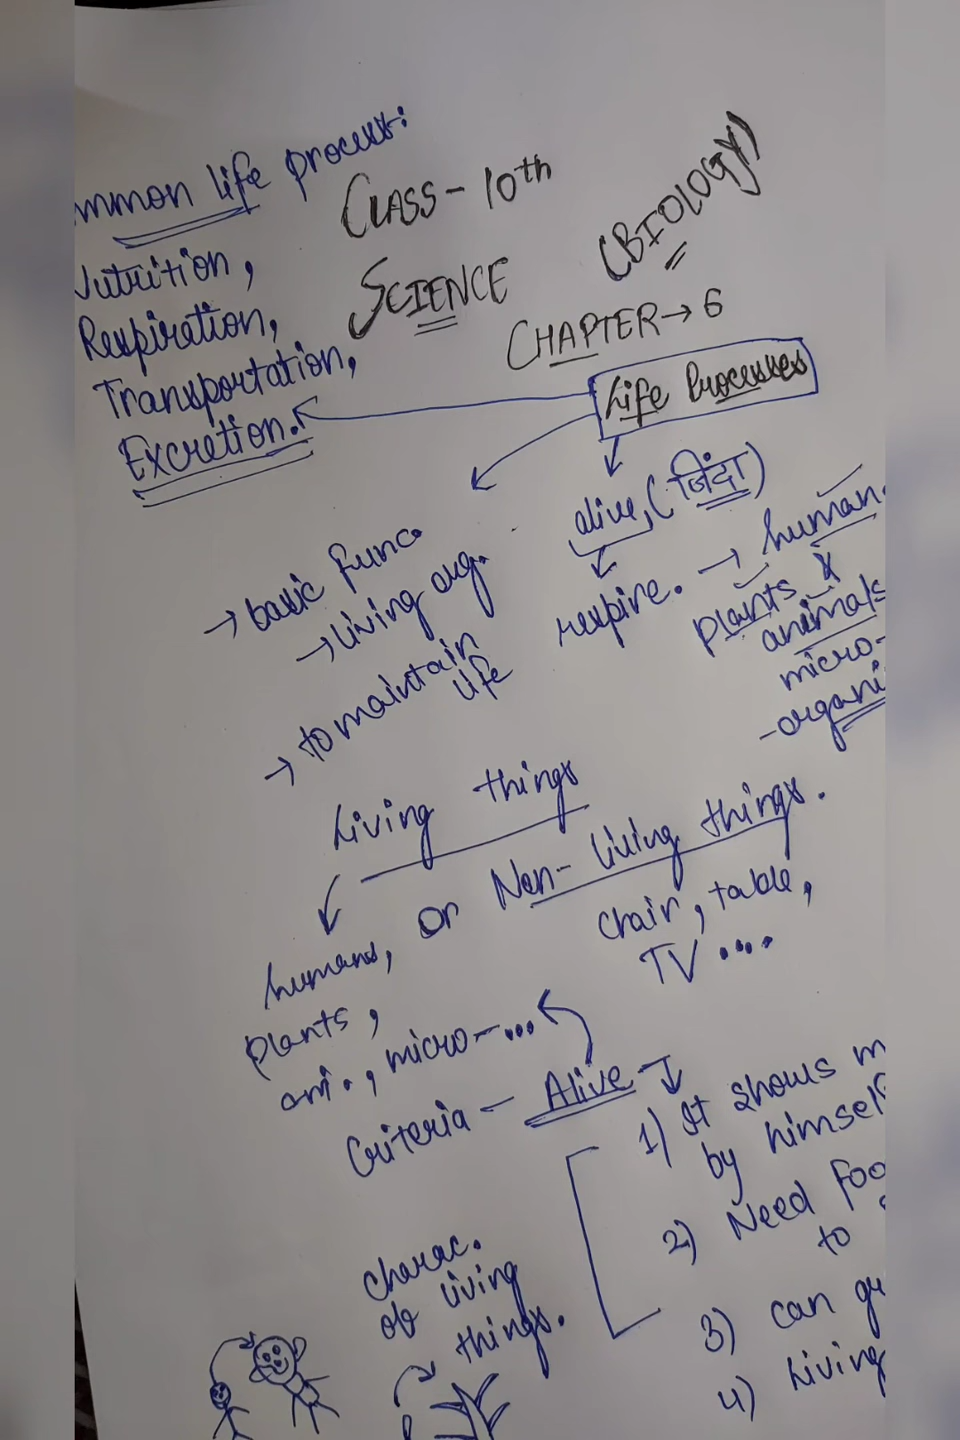 mmon life process:
Nutrition,
Respiration,
Transportation,
Excretion.
CLASS - 10th
SCIENCE (BIOLOGY)
CHAPTER → 6
Life Processes
→ basic func.
→ living org.
→ to maintain
life
alive, (जिंदा)
respire. → human
plants &
animals
micro-
-organi
Living things
or Non-living things.
humans,
plants,
ani., micro-...
chair, table,
TV ....
Criteria - Alive
1) It shows m
by himself
2) Need foo
to
3) can gr
4) Living
charac.
of living
things.